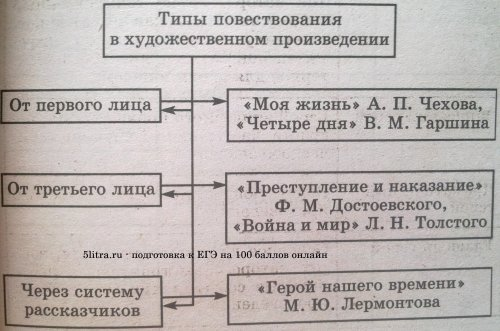 Типы повествования
в художественном произведении
От первого лица
«Моя жизнь» А. П. Чехова,
«Четыре дня» В. М. Гаршина
От третьего лица
«Преступление и наказание»
Ф. М. Достоевского,
«Война и мир» Л. Н. Толстого
5litra.ru · подготовка к ЕГЭ на 100 баллов онлайн
Через систему
рассказчиков
«Герой нашего времени»
М. Ю. Лермонтова